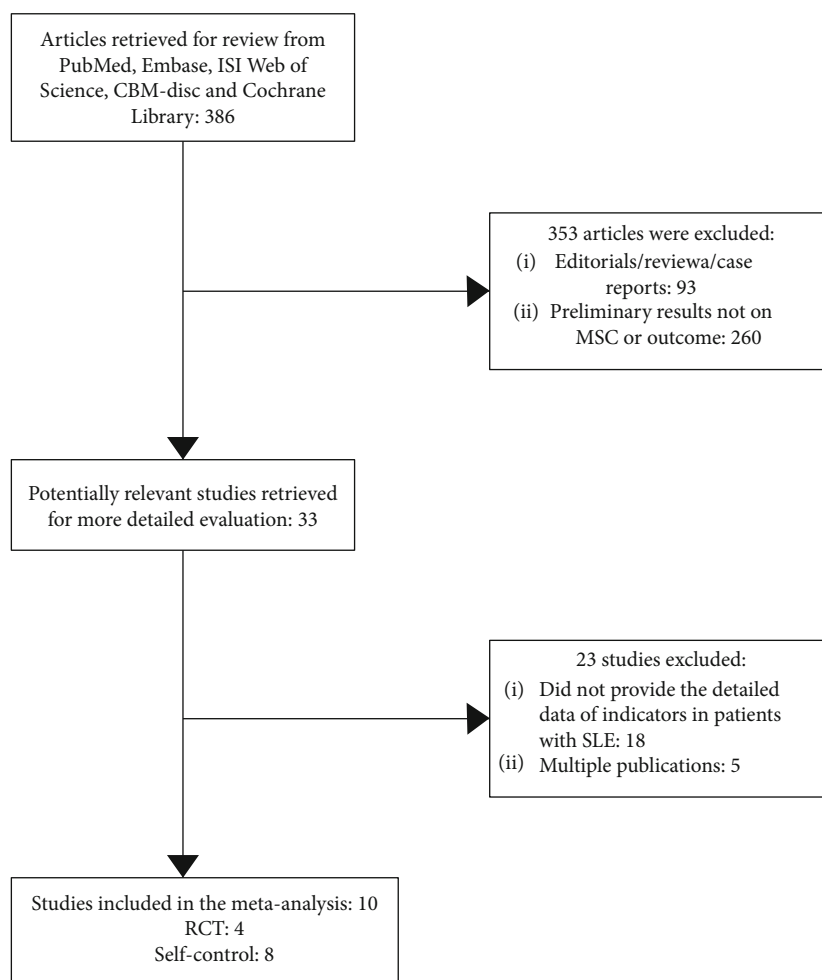 Articles retrieved for review from
PubMed, Embase, ISI Web of
Science, CBM-disc and Cochrane
Library: 386
353 articles were excluded:
(i) Editorials/reviewa/case
reports: 93
(ii) Preliminary results not on
MSC or outcome: 260
Potentially relevant studies retrieved
for more detailed evaluation: 33
23 studies excluded:
(i) Did not provide the detailed
data of indicators in patients
with SLE: 18
(ii) Multiple publications: 5
Studies included in the meta-analysis: 10
RCT: 4
Self-control: 8